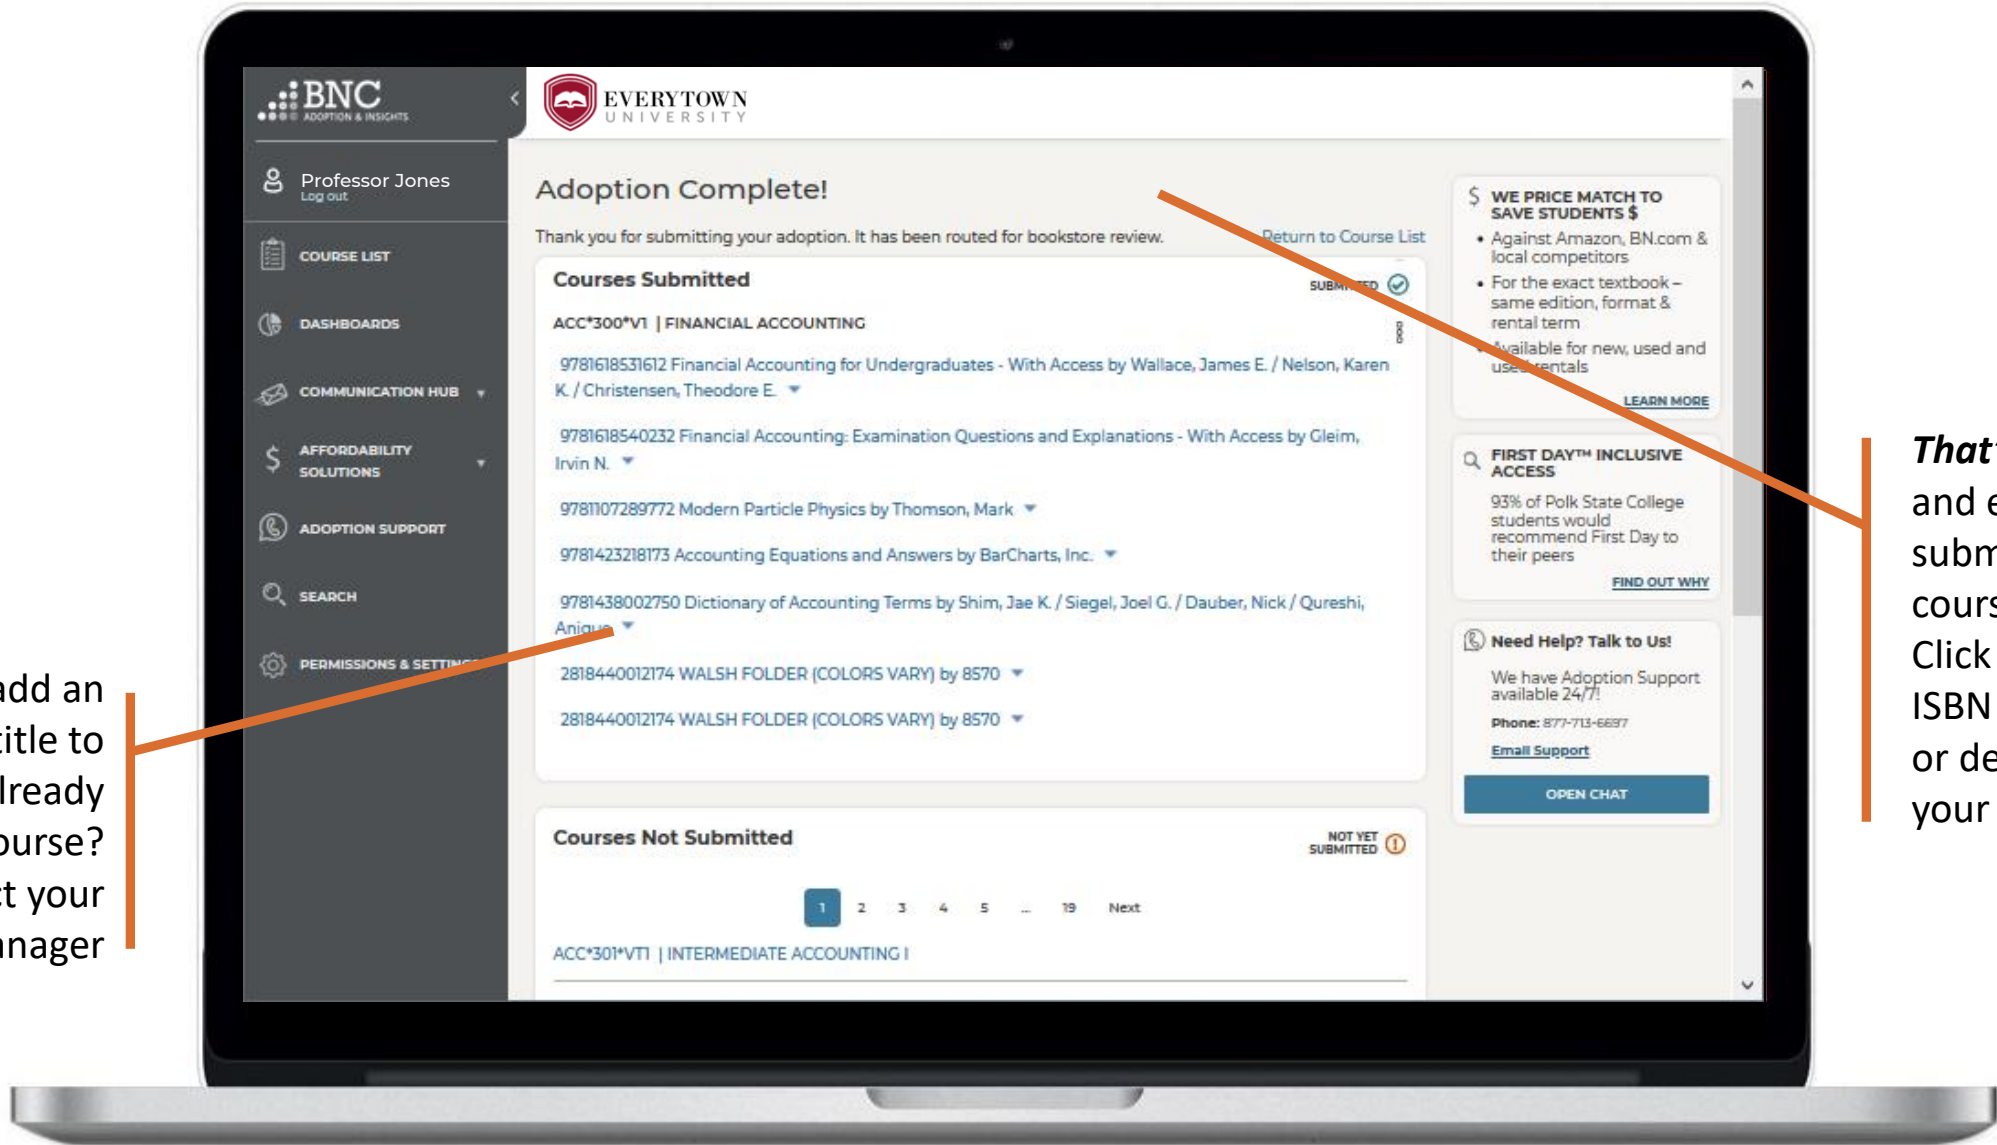 BNC
ADOPTION & INSIGHTS
Professor Jones
Log out
COURSE LIST
DASHBOARDS
COMMUNICATION HUB
AFFORDABILITY
SOLUTIONS
ADOPTION SUPPORT
SEARCH
PERMISSIONS &
EVERYTOWN
UNIVERSITY
Adoption Complete!
Thank you for submitting your adoption. It has been routed for bookstore review.
Return to Course List
Courses Submitted
ACC*300*V1 | FINANCIAL ACCOUNTING
9781618531612 Financial Accounting for Undergraduates - With Access by Wallace, James E. / Nelson, Karen
K. / Christensen, Theodore E.
9781618540232 Financial Accounting: Examination Questions and Explanations - With Access by Gleim,
Irvin N.
9781107289772 Modern Particle Physics by Thomson, Mark
9781423218173 Accounting Equations and Answers by BarCharts, Inc.
9781438002750 Dictionary of Accounting Terms by Shim, Jae K. / Siegel, Joel G. / Dauber, Nick / Qureshi,
2818440012174 WALSH FOLDER (COLORS VARY) by 8570
2818440012174 WALSH FOLDER (COLORS VARY) by 8570
Courses Not Submitted
NOT YET
SUBMITTED
1 2 3 4 5 ... 19 Next
ACC*301*VT1 | INTERMEDIATE ACCOUNTING I
$ WE PRICE MATCH TO
SAVE STUDENTS $
• Against Amazon, BN.com &
local competitors
• For the exact textbook –
same edition, format &
rental term
• Available for new, used and
used rentals
LEARN MORE
FIRST DAY™ INCLUSIVE
ACCESS
93% of Polk State College
students would
recommend First Day to
their peers
FIND OUT WHY
Need Help? Talk to Us!
We have Adoption Support
available 24/7!
Phone: 877-713-6697
Email Support
OPEN CHAT
add an
title to
lready
ourse?
ct your
anager
That'
and e
subm
cours
Click
ISBN
or de
your